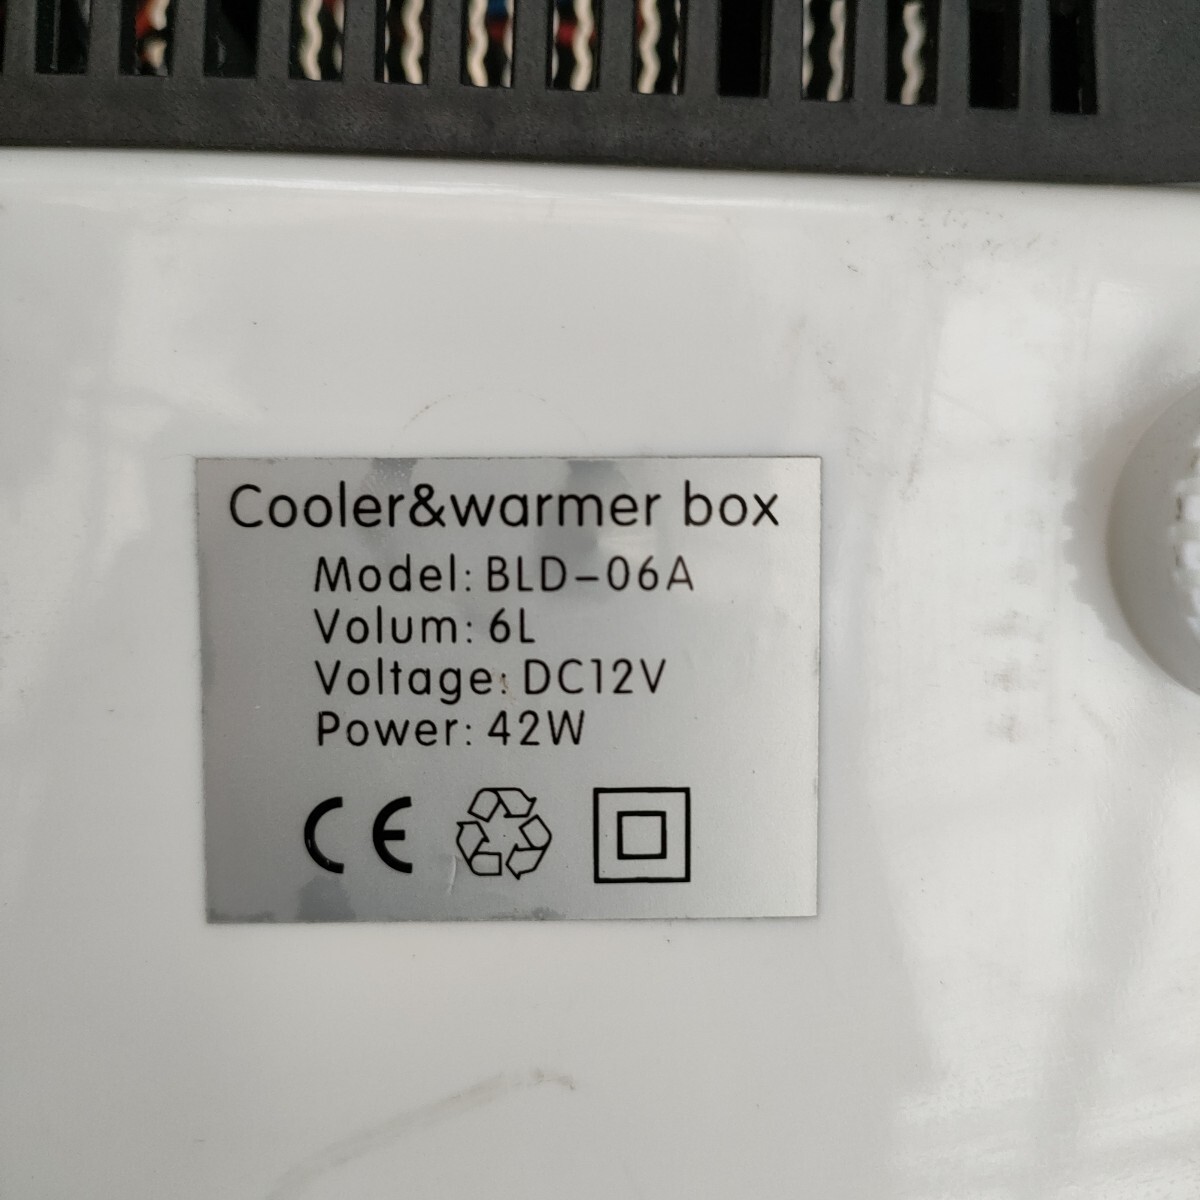 Cooler&warmer box
Model: BLD-06A
Volum: 6L
Voltage: DC12V
Power: 42W
CE